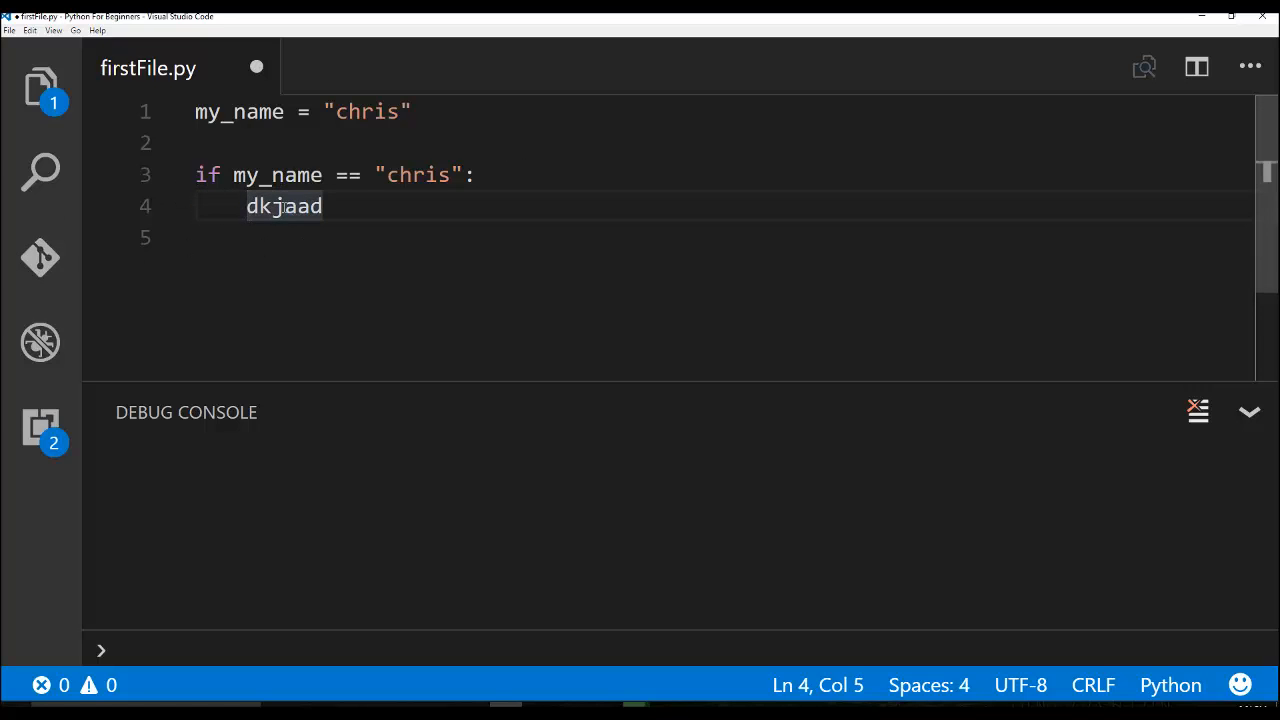 firstFile.py - Python For Beginners - Visual Studio Code
File Edit View Go Help
firstFile.py
1 my_name = "chris"
2
3 if my_name == "chris":
4 dkjaad
5
1
2
DEBUG CONSOLE
0 0 Ln 4, Col 5 Spaces: 4 UTF-8 CRLF Python